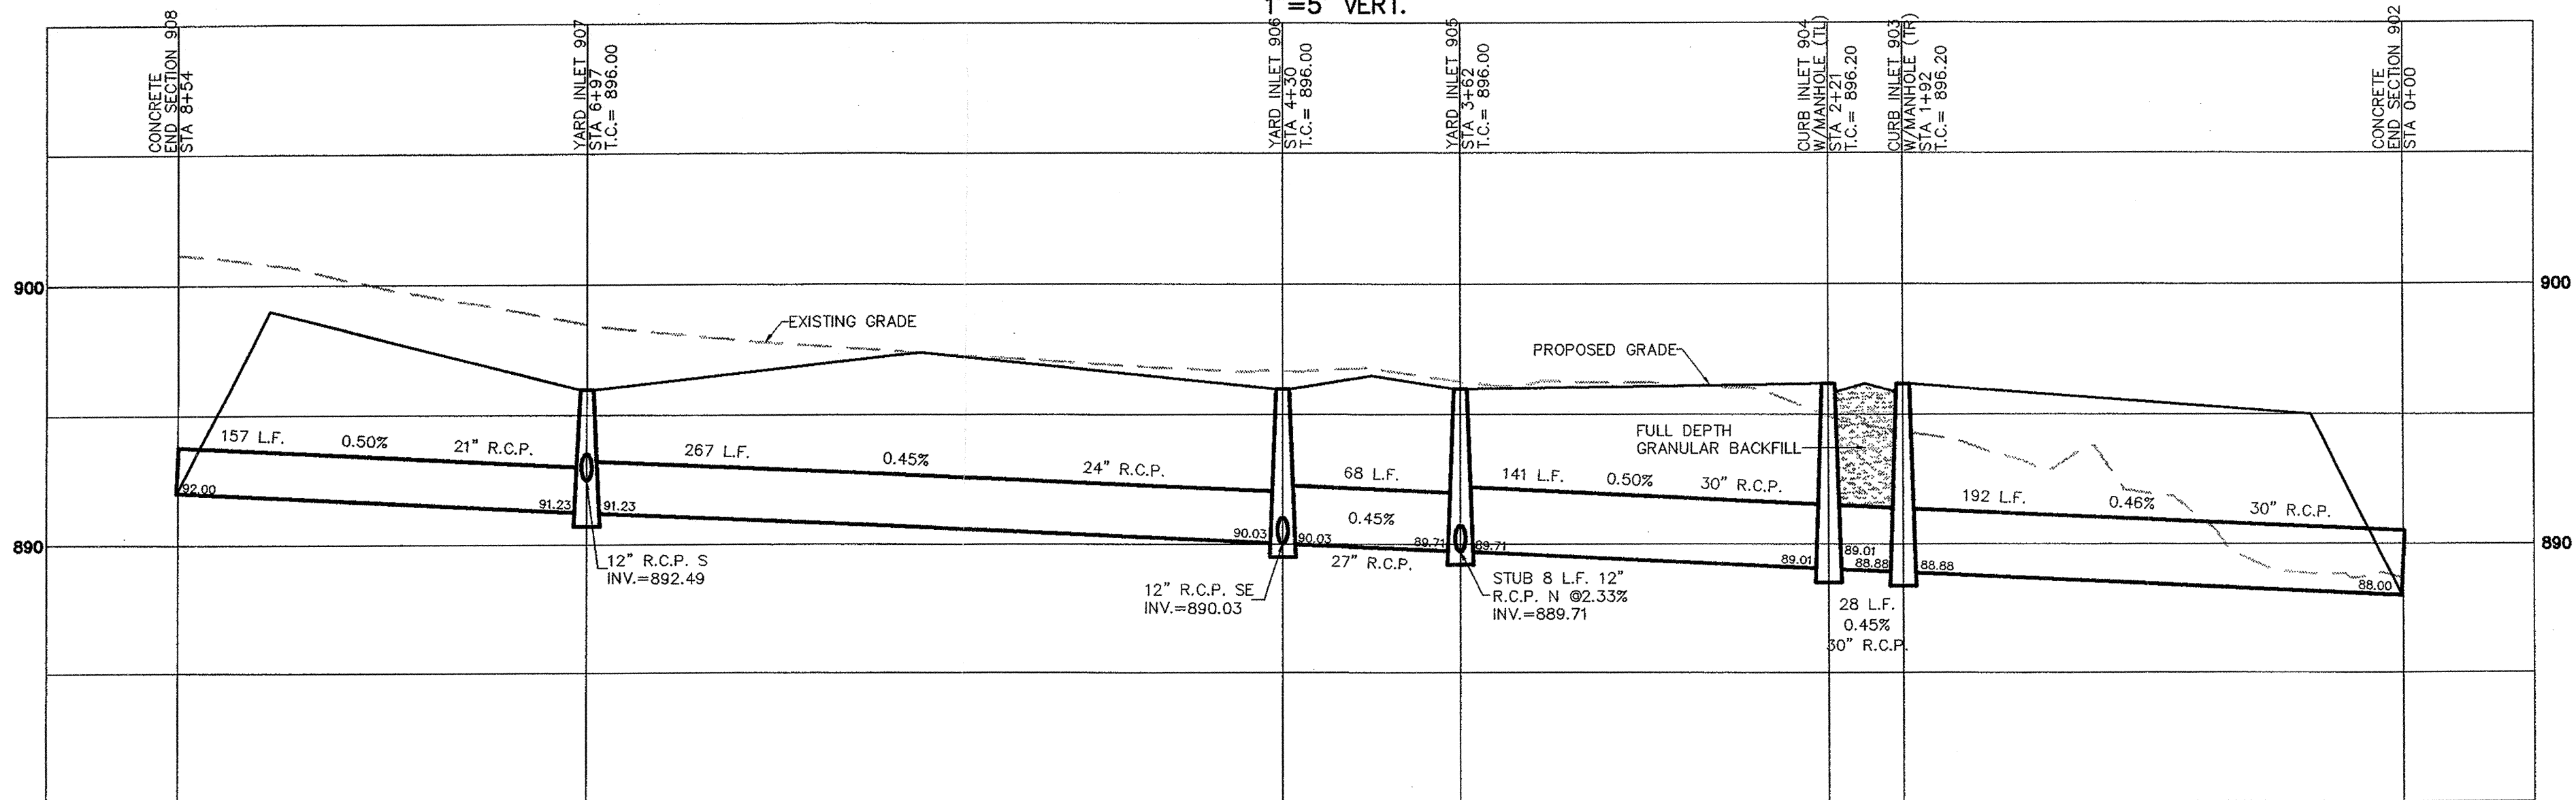 1"=5' VERT.
CONCRETE
END SECTION 908
STA 8+54
YARD INLET 907
STA 6+97
T.C.= 896.00
YARD INLET 906
STA 4+30
T.C.= 896.00
YARD INLET 905
STA 3+62
T.C.= 896.00
CURB INLET 904
W/MANHOLE (TL)
STA 2+21
T.C.= 896.20
CURB INLET 903
W/MANHOLE (TR)
STA 1+92
T.C.= 896.20
CONCRETE
END SECTION 902
STA 0+00
900
900
EXISTING GRADE
PROPOSED GRADE
157 L.F. 0.50% 21" R.C.P.
267 L.F. 0.45% 24" R.C.P.
68 L.F.
0.45%
27" R.C.P.
141 L.F. 0.50% 30" R.C.P.
FULL DEPTH
GRANULAR BACKFILL
192 L.F. 0.46% 30" R.C.P.
92.00
91.23
91.23
90.03
90.03
89.71
89.71
89.01
89.01
88.88
88.88
88.00
890
890
12" R.C.P. S
INV.=892.49
12" R.C.P. SE
INV.=890.03
STUB 8 L.F. 12"
R.C.P. N @2.33%
INV.=889.71
28 L.F.
0.45%
30" R.C.P.